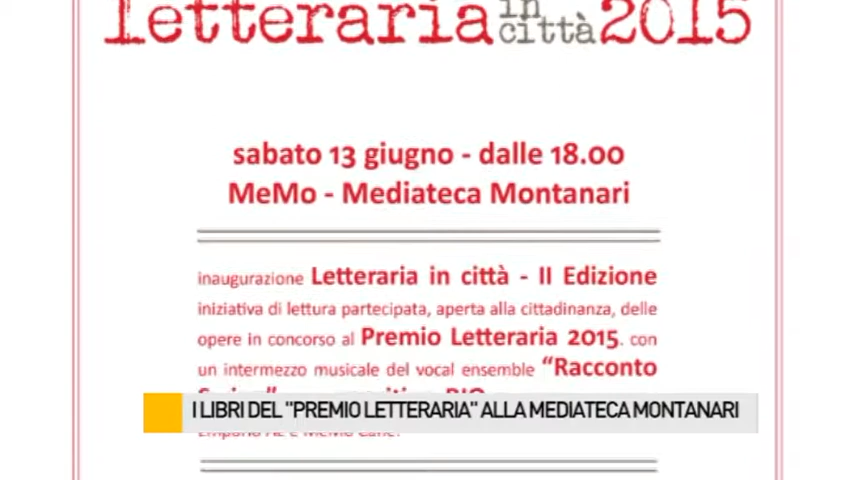 letteraria in città 2015
sabato 13 giugno - dalle 18.00
MeMo - Mediateca Montanari
inaugurazione Letteraria in città - II Edizione
iniziativa di lettura partecipata, aperta alla cittadinanza, delle
opere in concorso al Premio Letteraria 2015. con
un intermezzo musicale del vocal ensemble “Racconto
I LIBRI DEL "PREMIO LETTERARIA" ALLA MEDIATECA MONTANARI